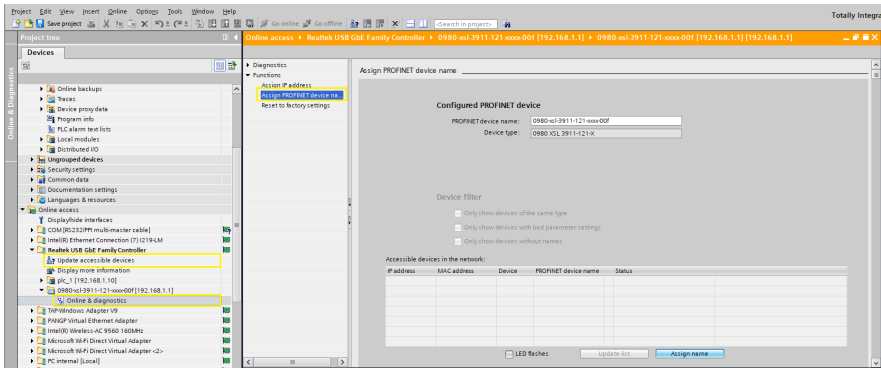 Project Edit View Insert Online Options Tools Window Help
Totally Integra
Save project
Go online
Go offline
<Search in project>
Project tree
Online access ▸ Realtek USB GbE Family Controller ▸ 0980-xsl-3911-121-xxxx-00f [192.168.1.1] ▸ 0980-xsl-3911-121-xxxx-00f [192.168.1.1] [192.168.1.1]
Devices
Online & Diagnostics
Online backups
Traces
Device proxy data
Program info
PLC alarm text lists
Local modules
Distributed I/O
Ungrouped devices
Security settings
Common data
Documentation settings
Languages & resources
Online access
Display/hide interfaces
COM [RS232/PPI multi-master cable]
Intel(R) Ethernet Connection (7) I219-LM
Realtek USB GbE Family Controller
Update accessible devices
Display more information
plc_1 [192.168.1.10]
0980-xsl-3911-121-xxxx-00f [192.168.1.1]
Online & diagnostics
TAP-Windows Adapter V9
PANGP Virtual Ethernet Adapter
Intel(R) Wireless-AC 9560 160MHz
Microsoft Wi-Fi Direct Virtual Adapter
Microsoft Wi-Fi Direct Virtual Adapter <2>
PC internal [Local]
Diagnostics
Functions
Assign IP address
Assign PROFINET device na...
Reset to factory settings
Assign PROFINET device name
Configured PROFINET device
PROFINET device name: 0980-xsl-3911-121-xxxx-00f
Device type: 0980 XSL 3911-121-X
Device filter
Only show devices of the same type
Only show devices with bad parameter settings
Only show devices without names
Accessible devices in the network:
IP address MAC address Device PROFINET device name Status
LED flashes
Update list
Assign name